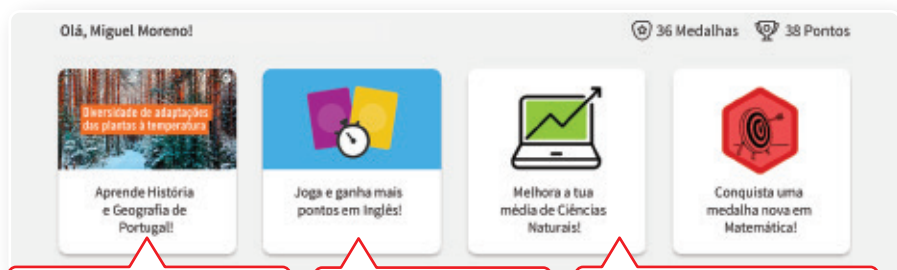 Olá, Miguel Moreno!
36 Medalhas
38 Pontos
Diversidade de adaptações
das plantas à temperatura
Aprende História
e Geografia de
Portugal!
Joga e ganha mais
pontos em Inglês!
Melhora a tua
média de Ciências
Naturais!
Conquista uma
medalha nova em
Matemática!